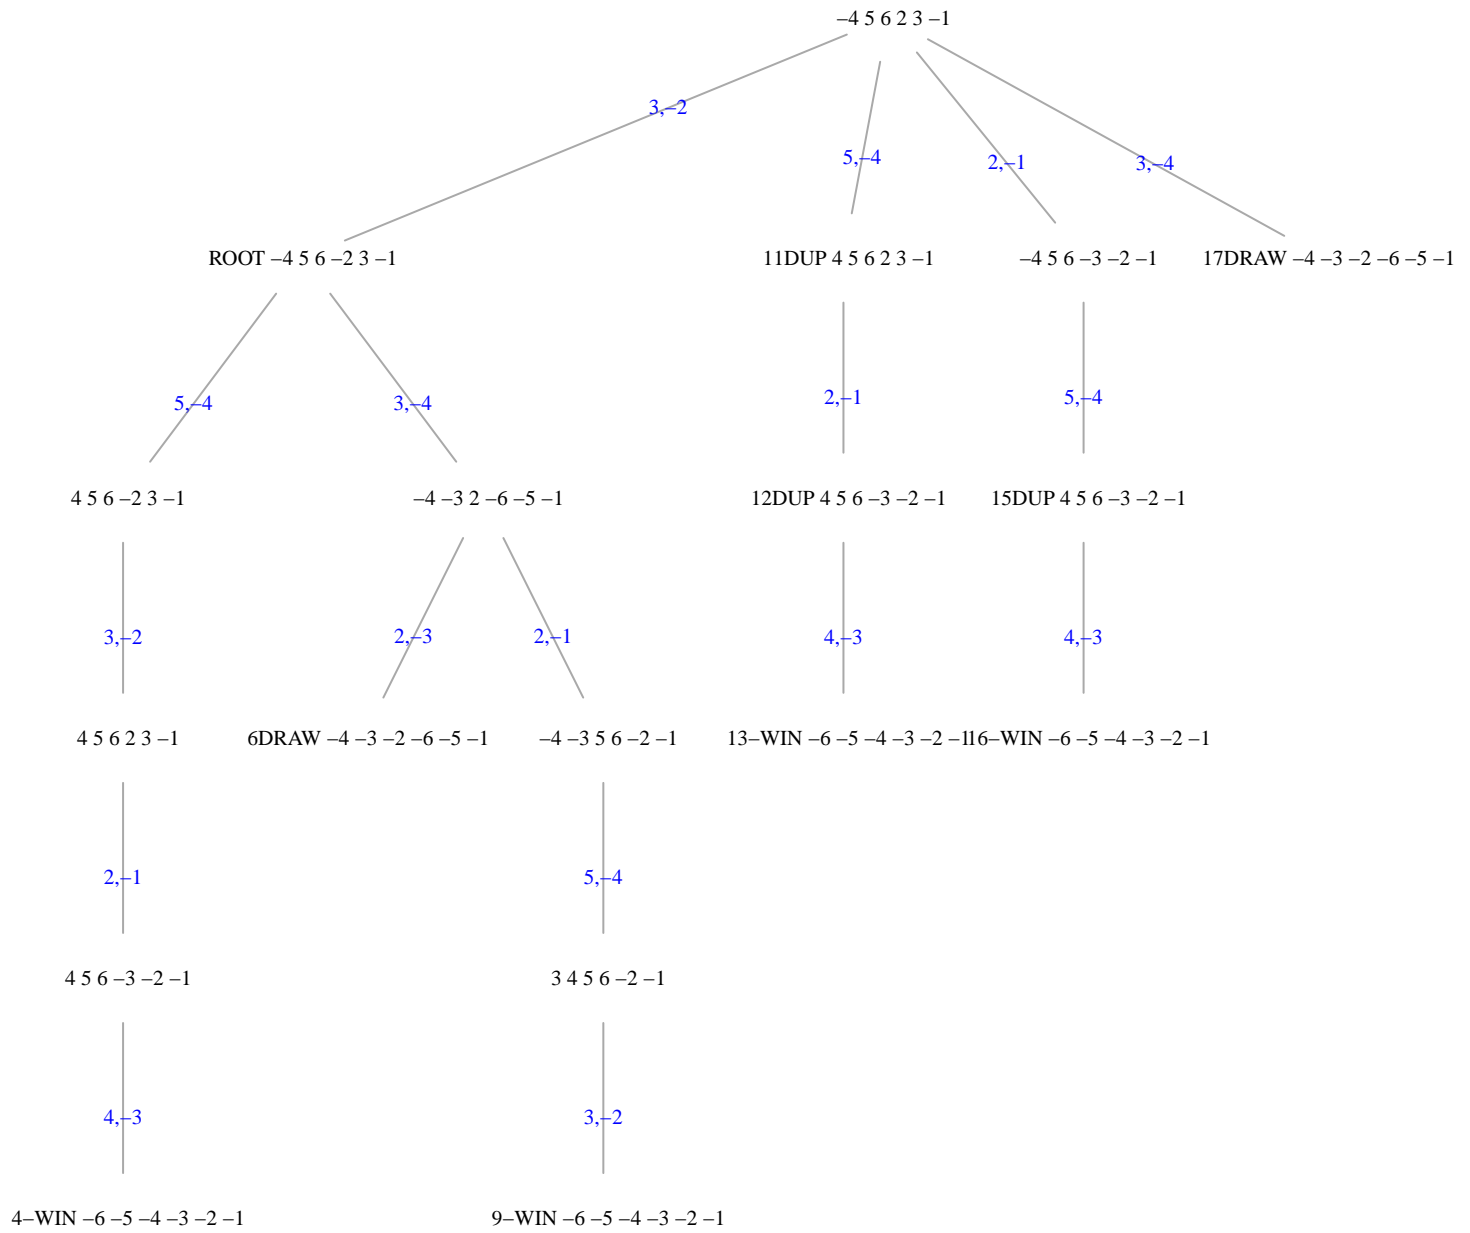 –4 5 6 2 3 –1
3,–2
5,–4
2,–1
3,–4
ROOT –4 5 6 –2 3 –1
11DUP 4 5 6 2 3 –1
–4 5 6 –3 –2 –1
17DRAW –4 –3 –2 –6 –5 –1
5,–4
3,–4
2,–1
5,–4
4 5 6 –2 3 –1
–4 –3 2 –6 –5 –1
12DUP 4 5 6 –3 –2 –1
15DUP 4 5 6 –3 –2 –1
3,–2
2,–3
2,–1
4,–3
4,–3
4 5 6 2 3 –1
6DRAW –4 –3 –2 –6 –5 –1
–4 –3 5 6 –2 –1
13–WIN –6 –5 –4 –3 –2 –1
16–WIN –6 –5 –4 –3 –2 –1
2,–1
5,–4
4 5 6 –3 –2 –1
3 4 5 6 –2 –1
4,–3
3,–2
4–WIN –6 –5 –4 –3 –2 –1
9–WIN –6 –5 –4 –3 –2 –1